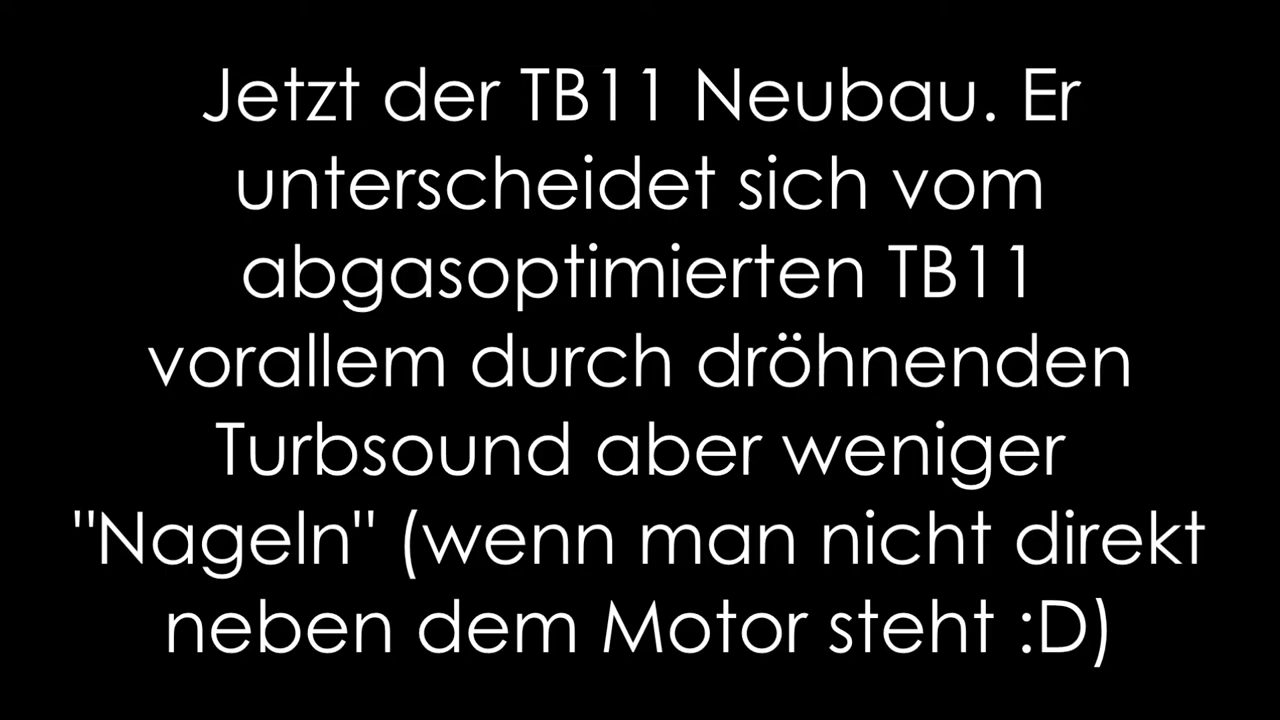 Jetzt der TB11 Neubau. Er
unterscheidet sich vom
abgasoptimierten TB11
vorallem durch dröhnenden
Turbsound aber weniger
"Nageln" (wenn man nicht direkt
neben dem Motor steht :D)